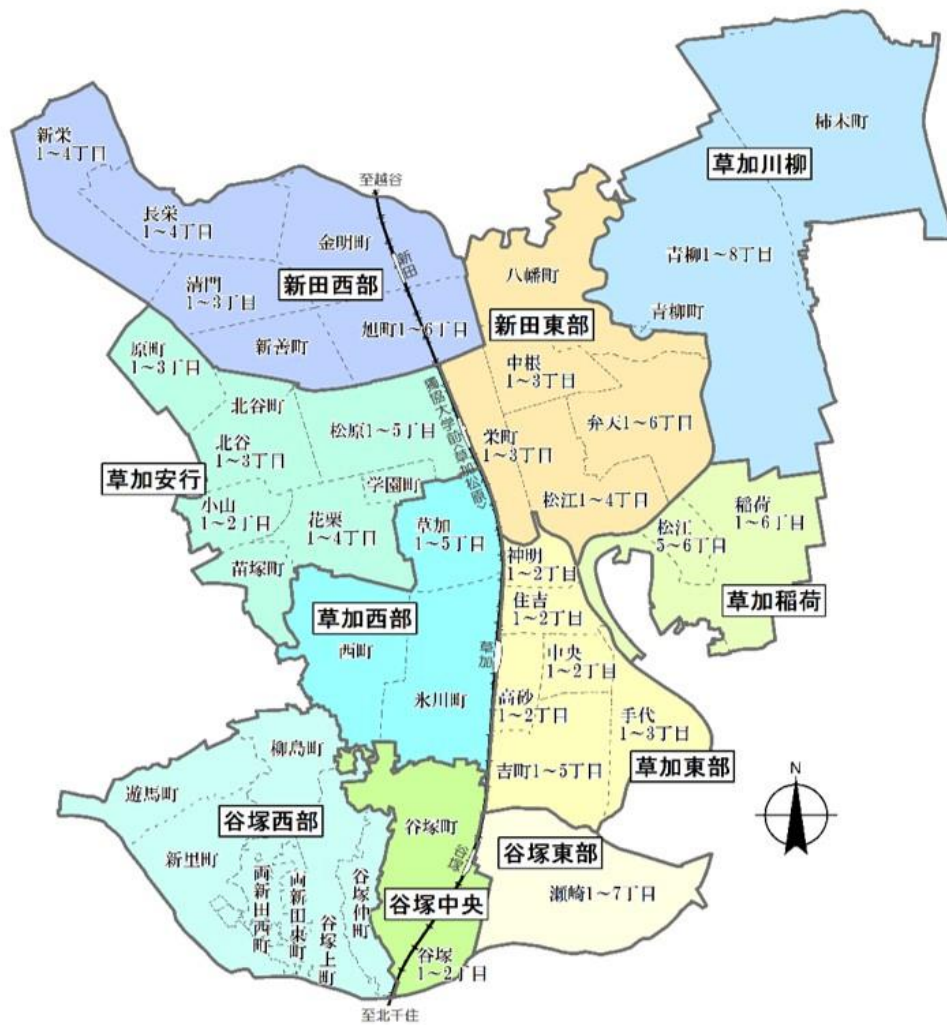 柿木町
草加川柳
青柳1~8丁目
青柳町
新栄
1~4丁目
長栄
1~4丁目
至越谷
金明町
新田
清門
1~3丁目
新田西部
新善町
旭町1~6丁目
八幡町
新田東部
中根
1~3丁目
弁天1~6丁目
栄町
1~3丁目
松江1~4丁目
原町
1~3丁目
北谷町
北谷
1~3丁目
松原1~5丁目
獨協大学前<草加松原>
草加安行
学園町
小山
1~2丁目
花栗
1~4丁目
苗塚町
草加
1~5丁目
草加西部
西町
氷川町
神明
1~2丁目
住吉
1~2丁目
草加
中央
1~2丁目
高砂
1~2丁目
手代
1~3丁目
吉町1~5丁目
草加東部
松江
5~6丁目
稲荷
1~6丁目
草加稲荷
N
柳島町
遊馬町
谷塚西部
新里町
両新田西町
両新田東町
谷塚上町
谷塚仲町
谷塚町
谷塚
谷塚中央
谷塚
1~2丁目
谷塚東部
瀬崎1~7丁目
至北千住